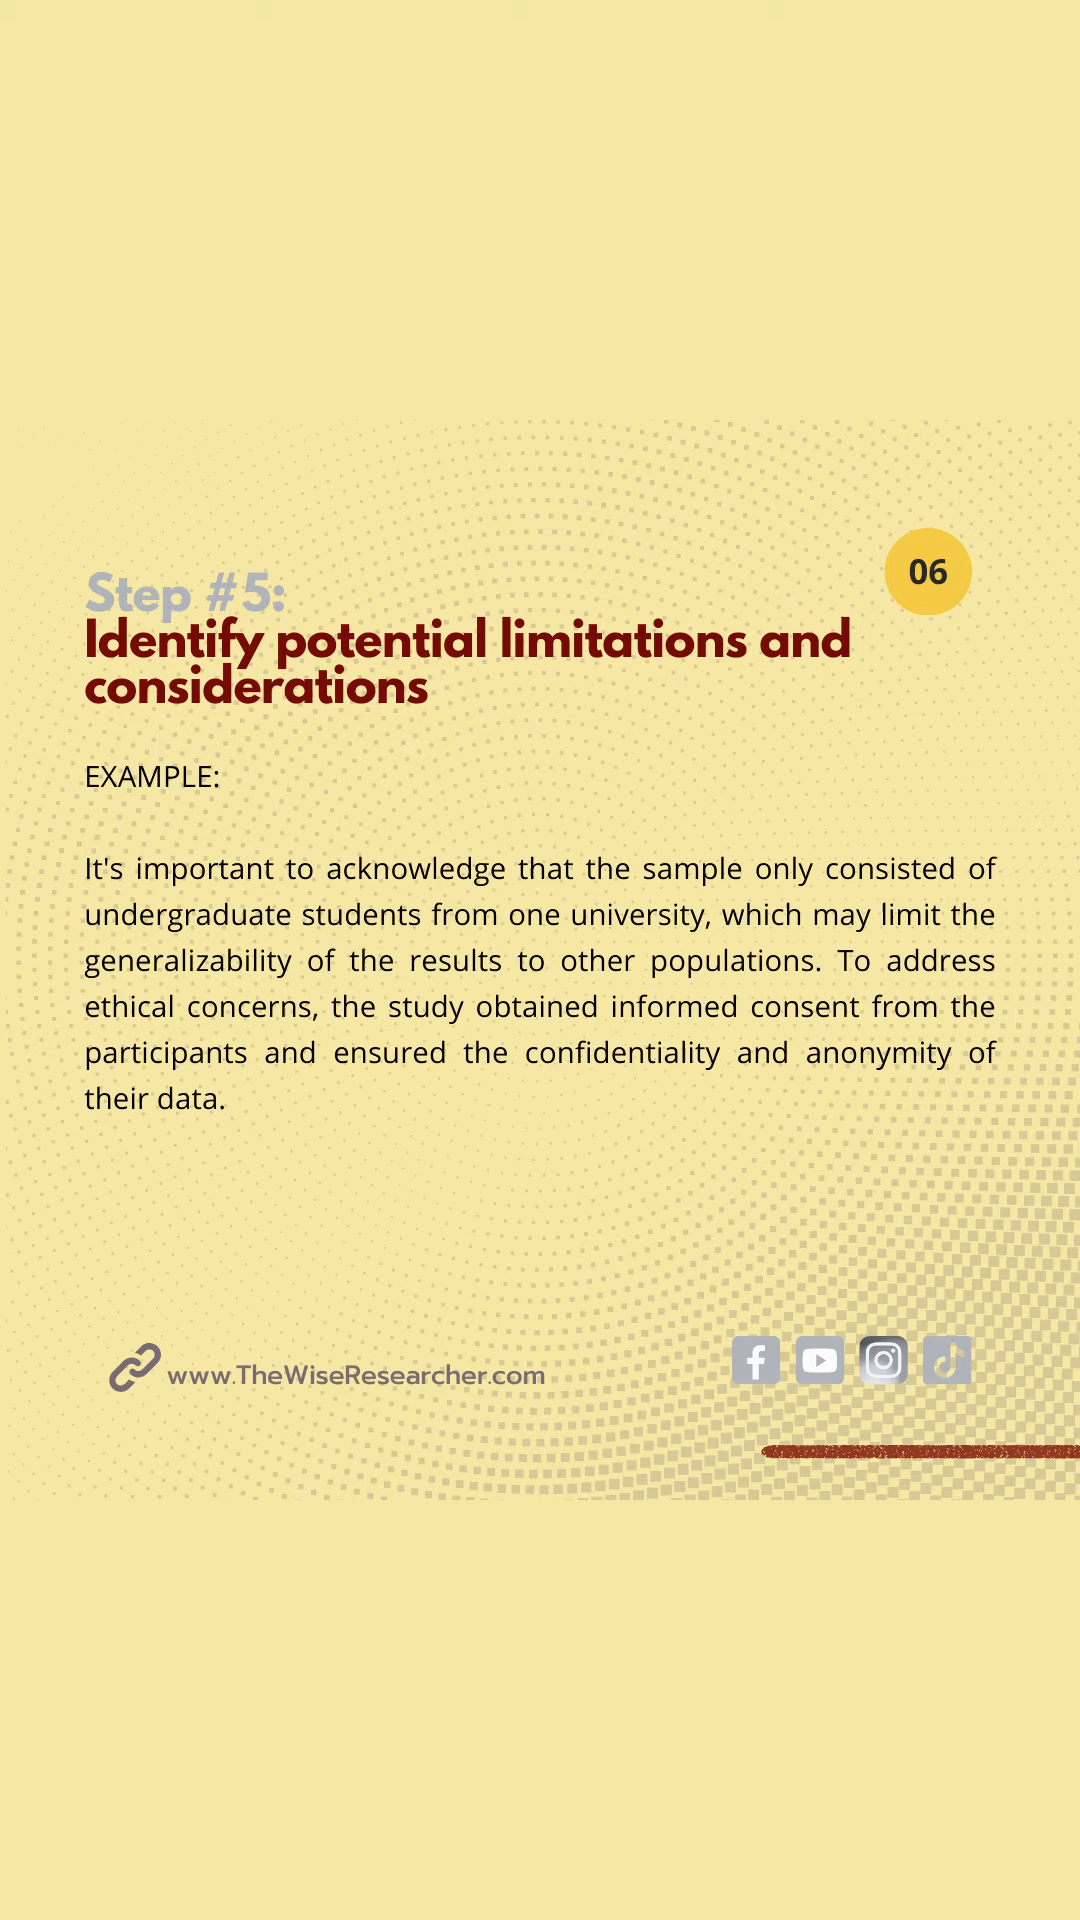 06
Step #5:
Identify potential limitations and
considerations
EXAMPLE:
It's important to acknowledge that the sample only consisted of
undergraduate students from one university, which may limit the
generalizability of the results to other populations. To address
ethical concerns, the study obtained informed consent from the
participants and ensured the confidentiality and anonymity of
their data.
www.TheWiseResearcher.com